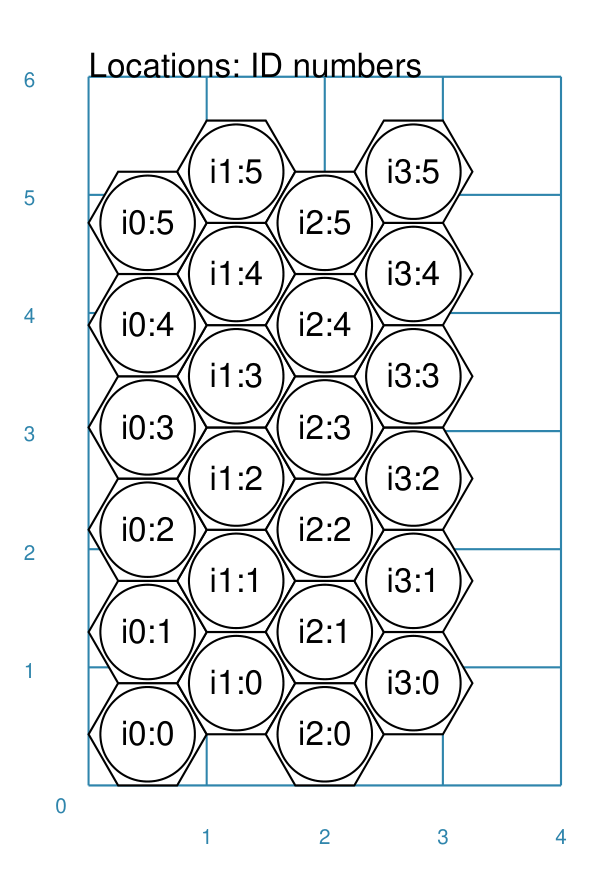 Locations: ID numbers
6
i1:5 i3:5
5
i0:5 i2:5
i1:4 i3:4
4
i0:4 i2:4
i1:3 i3:3
3
i0:3 i2:3
i1:2 i3:2
2
i0:2 i2:2
i1:1 i3:1
i0:1 i2:1
1
i1:0 i3:0
i0:0 i2:0
0
1 2 3 4